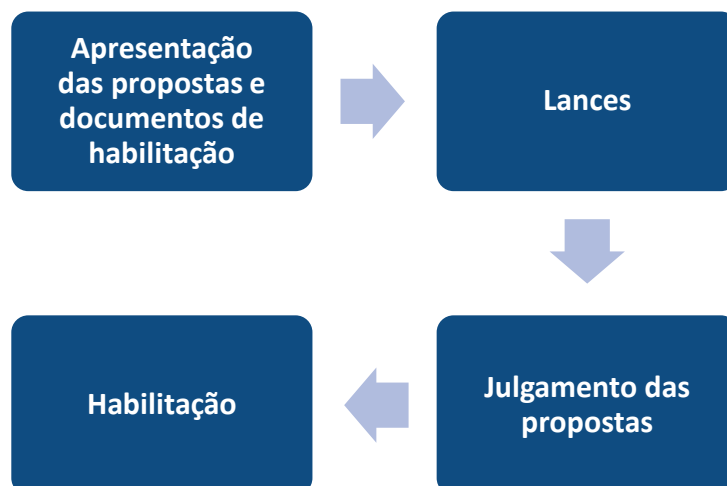 Apresentação
das propostas e
documentos de
habilitação
Lances
Julgamento das
propostas
Habilitação